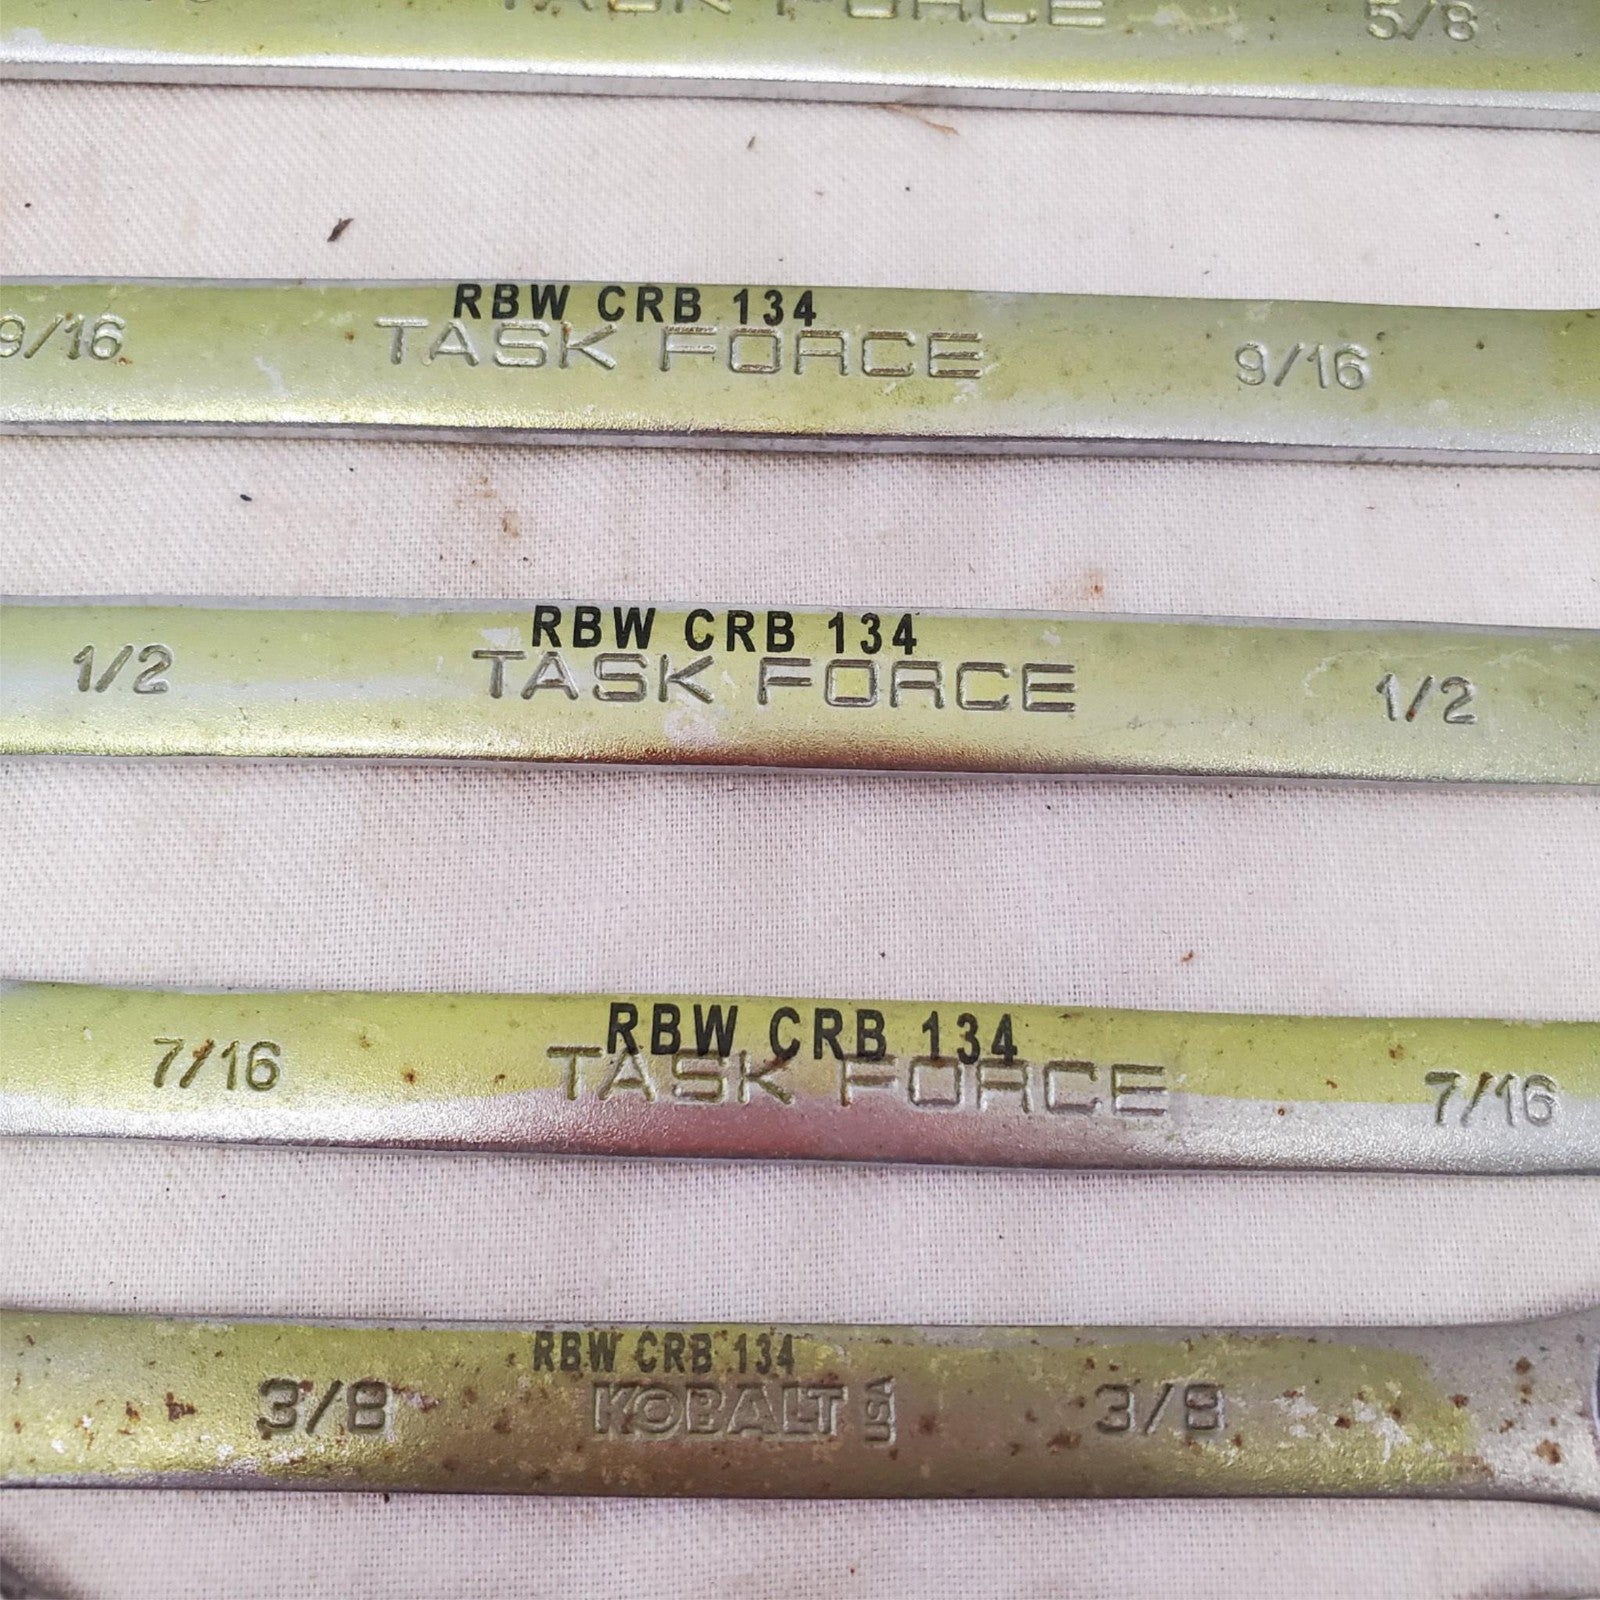 TASK FORCE 5/8
RBW CRB 134
9/16 TASK FORCE 9/16
RBW CRB 134
1/2 TASK FORCE 1/2
RBW CRB 134
7/16 TASK FORCE 7/16
RBW CRB 134
3/8 KOBALT USA 3/8